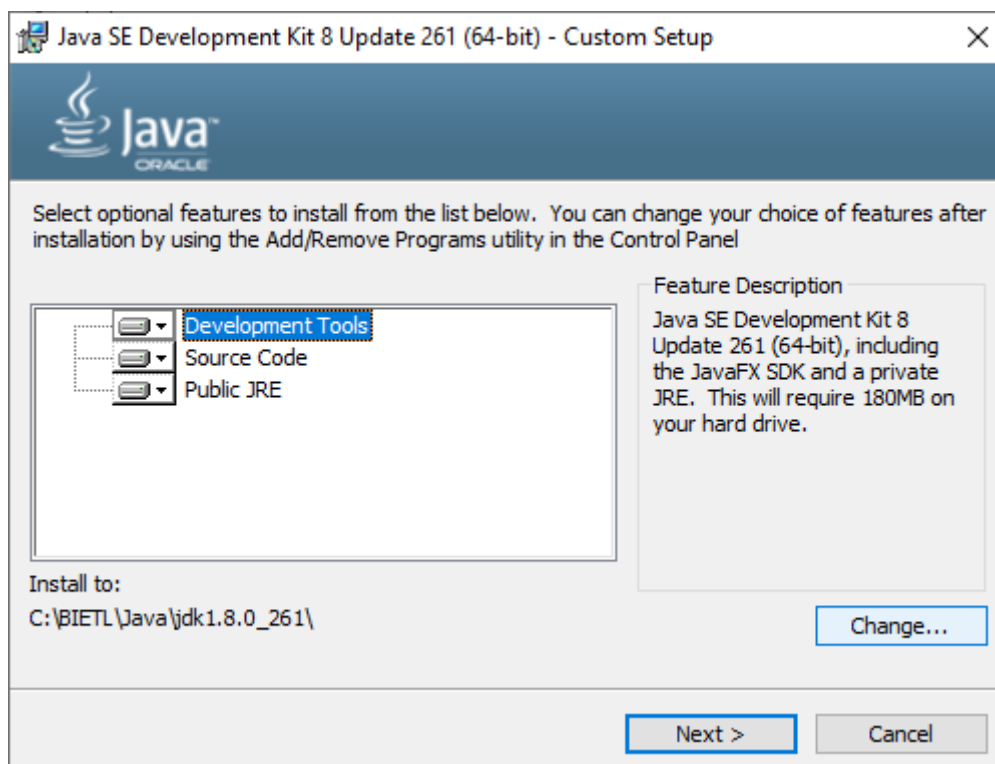 Java SE Development Kit 8 Update 261 (64-bit) - Custom Setup
Java™
ORACLE
Select optional features to install from the list below.  You can change your choice of features after
installation by using the Add/Remove Programs utility in the Control Panel
Development Tools
Source Code
Public JRE
Feature Description
Java SE Development Kit 8
Update 261 (64-bit), including
the JavaFX SDK and a private
JRE.  This will require 180MB on
your hard drive.
Install to:
C:\BIETL\Java\jdk1.8.0_261\
Change...
Next >
Cancel